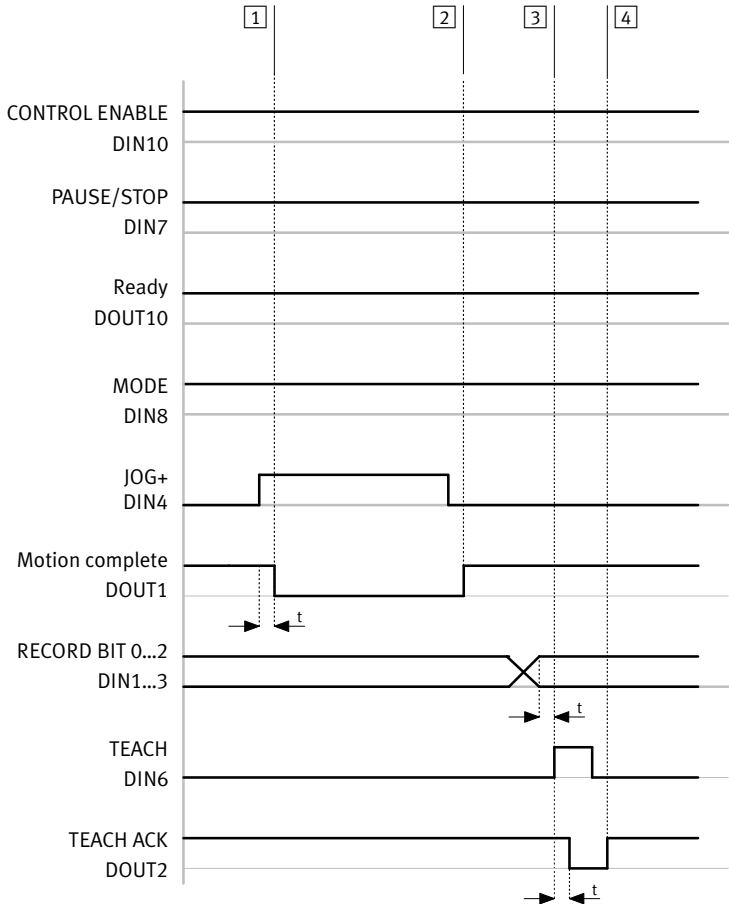 1 2 3 4
CONTROL ENABLE
DIN10
PAUSE/STOP
DIN7
Ready
DOUT10
MODE
DIN8
JOG+
DIN4
Motion complete
DOUT1
t
RECORD BIT 0...2
DIN1...3
t
TEACH
DIN6
TEACH ACK
DOUT2
t